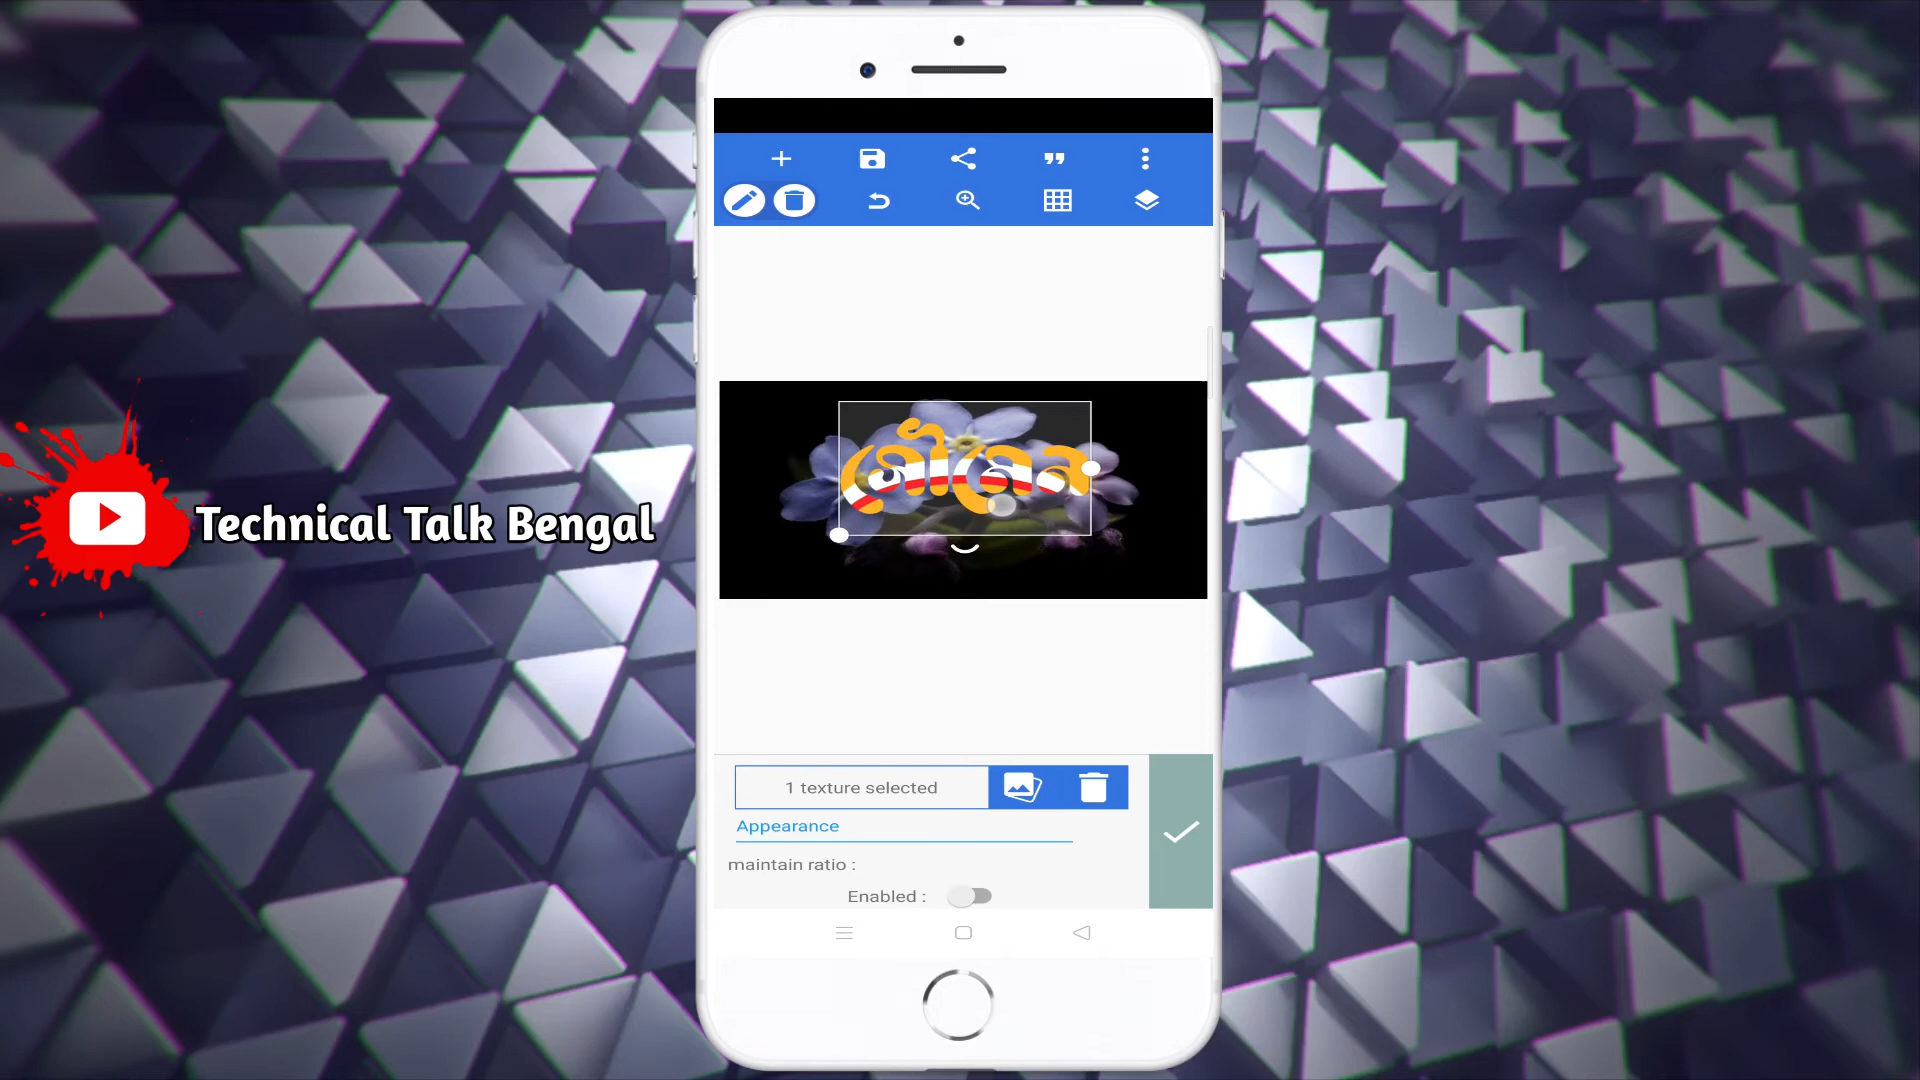 Technical Talk Bengal
1 texture selected
Appearance
maintain ratio :
Enabled :